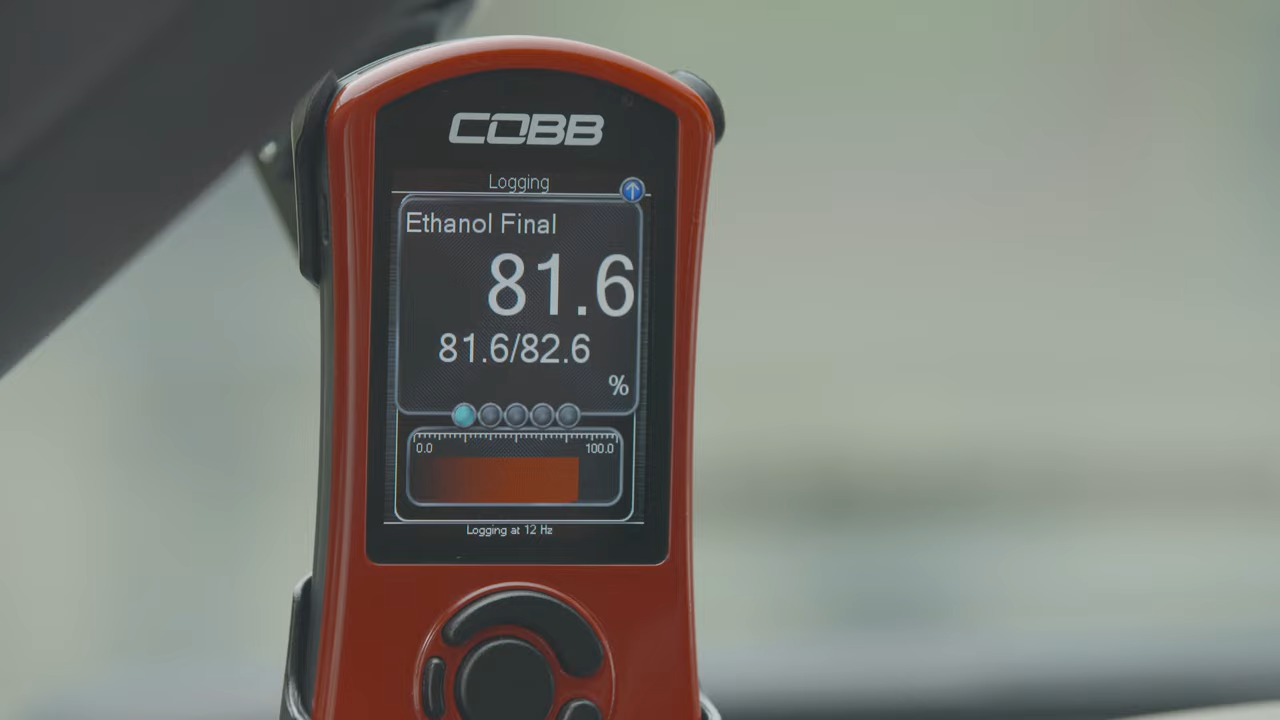 COBB
Logging
Ethanol Final
81.6
81.6/82.6
%
0.0 100.0
Logging at 12 Hz